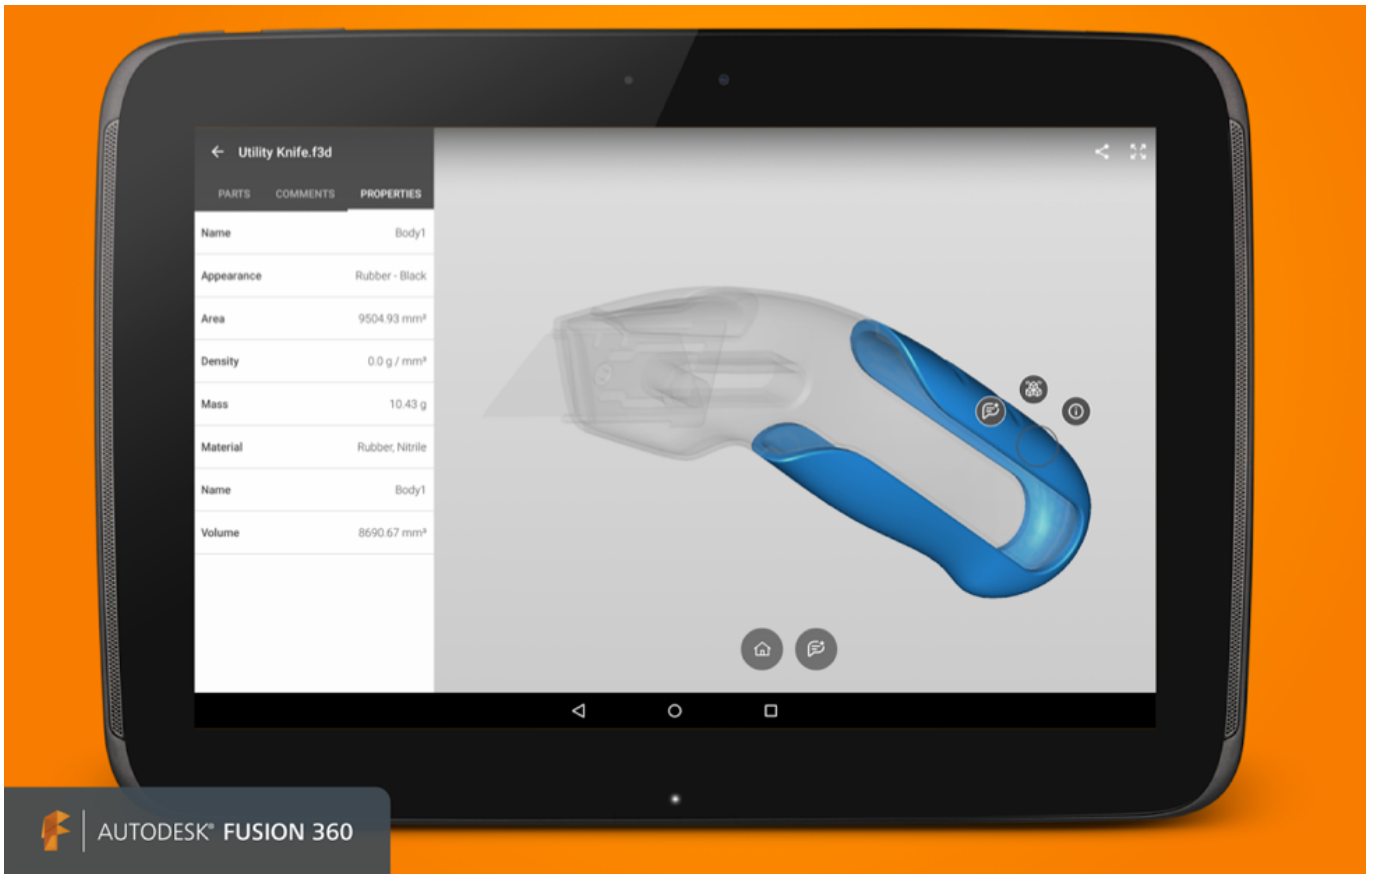 Utility Knife.f3d
PARTS COMMENTS PROPERTIES
Name Body1
Appearance Rubber - Black
Area 9504.93 mm²
Density 0.0 g / mm³
Mass 10.43 g
Material Rubber, Nitrile
Name Body1
Volume 8690.67 mm³
AUTODESK® FUSION 360